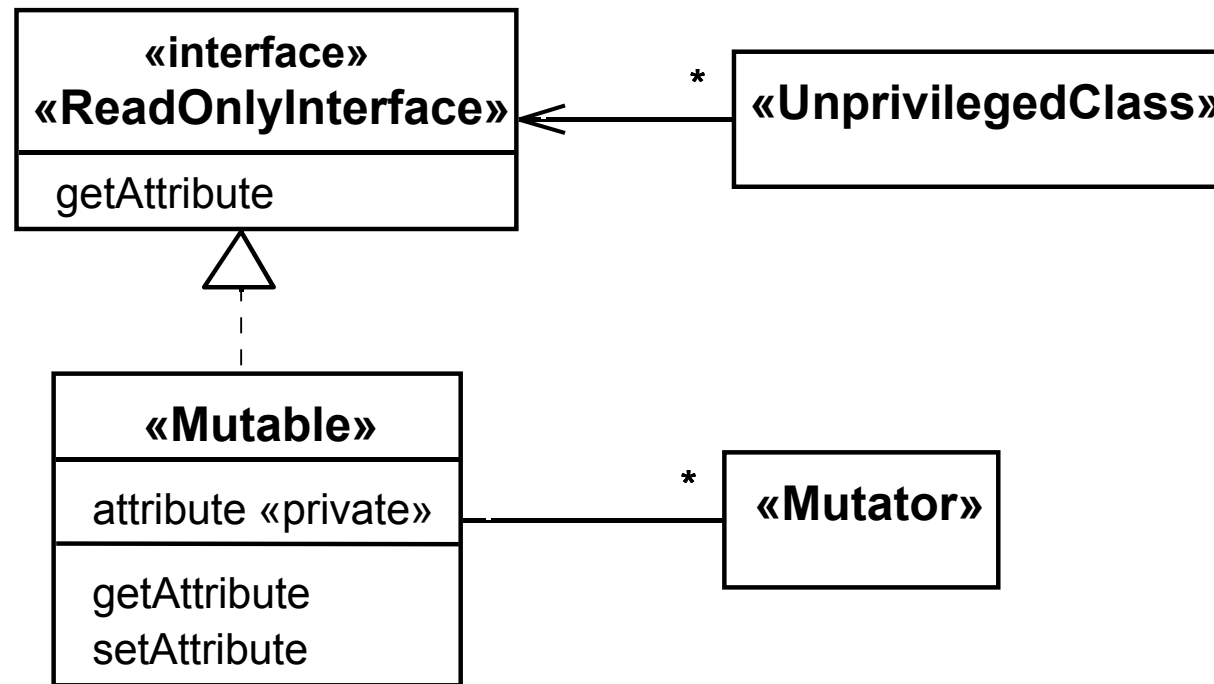 «interface»
«ReadOnlyInterface»
getAttribute
*
«UnprivilegedClass»
«Mutable»
attribute «private»
getAttribute
setAttribute
*
«Mutator»